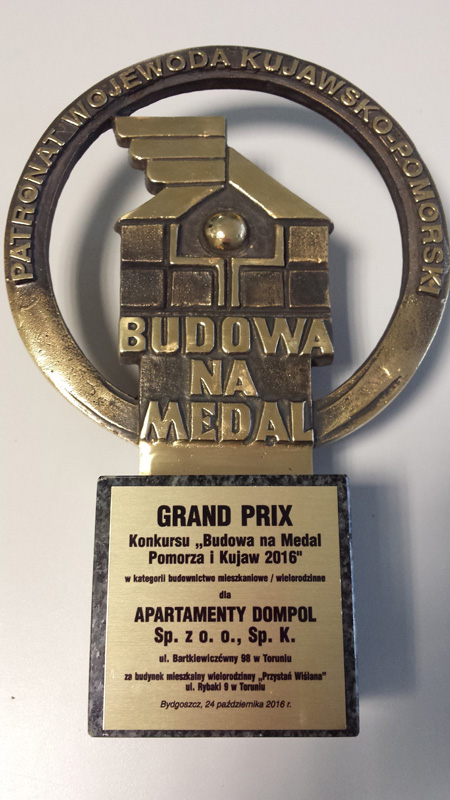 PATRONAT WOJEWODA KUJAWSKO-POMORSKI
BUDOWA
NA
MEDAL
GRAND PRIX
Konkursu „Budowa na Medal
Pomorza i Kujaw 2016"
w kategorii budownictwo mieszkaniowe / wielorodzinne
dla
APARTAMENTY DOMPOL
Sp. z o. o., Sp. K.
ul. Bartkiewiczówny 98 w Toruniu
za budynek mieszkalny wielorodzinny „Przystań Wiślana"
ul. Rybaki 9 w Toruniu
Bydgoszcz, 24 października 2016 r.